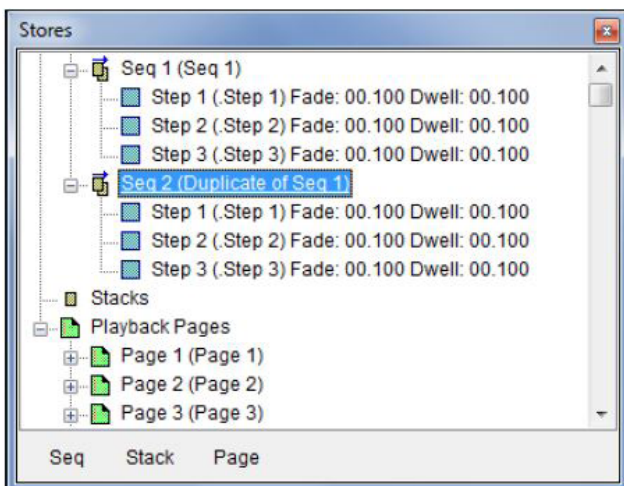 Stores
Seq 1 (Seq 1)
Step 1 (.Step 1) Fade: 00.100 Dwell: 00.100
Step 2 (.Step 2) Fade: 00.100 Dwell: 00.100
Step 3 (.Step 3) Fade: 00.100 Dwell: 00.100
Seq 2 (Duplicate of Seq 1)
Step 1 (.Step 1) Fade: 00.100 Dwell: 00.100
Step 2 (.Step 2) Fade: 00.100 Dwell: 00.100
Step 3 (.Step 3) Fade: 00.100 Dwell: 00.100
Stacks
Playback Pages
Page 1 (Page 1)
Page 2 (Page 2)
Page 3 (Page 3)
Seq Stack Page